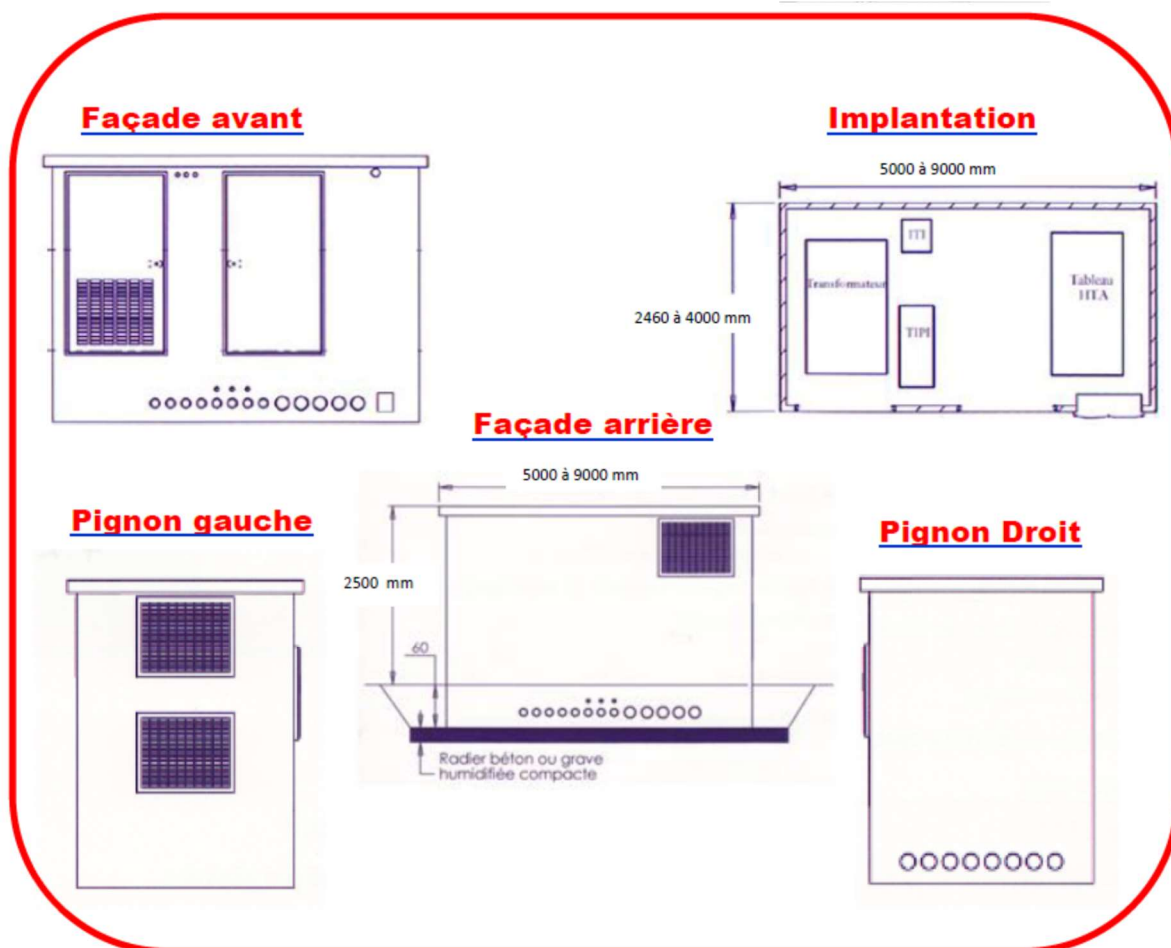 Façade avant
Implantation
5000 à 9000 mm
ITI
Transformateur
Tableau
HTA
2460 à 4000 mm
TIPI
Façade arrière
5000 à 9000 mm
Pignon gauche
Pignon Droit
2500 mm
60
Radier béton ou grave
humidifiée compacte